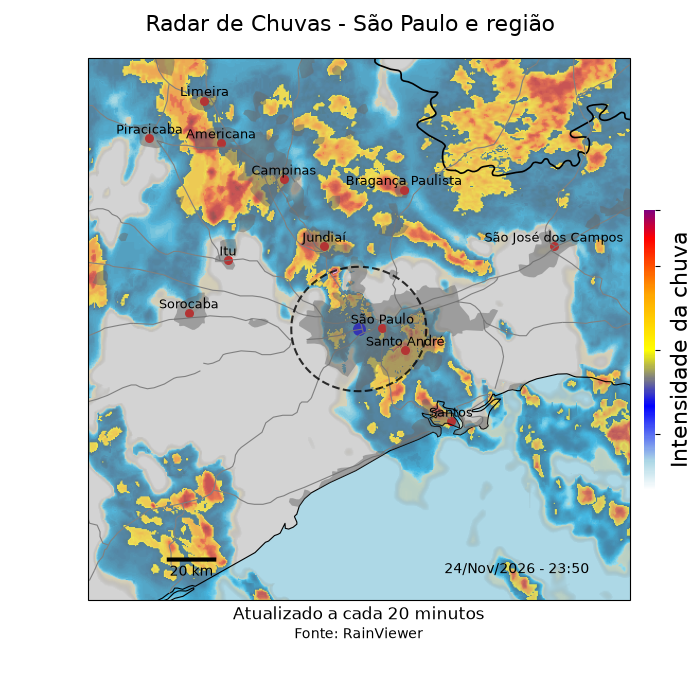 Radar de Chuvas - São Paulo e região
Limeira
Piracicaba
Americana
Campinas
Bragança Paulista
Jundiaí
São José dos Campos
Itu
Sorocaba
São Paulo
Santo André
Santos
Intensidade da chuva
20 km
24/Nov/2026 - 23:50
Atualizado a cada 20 minutos
Fonte: RainViewer